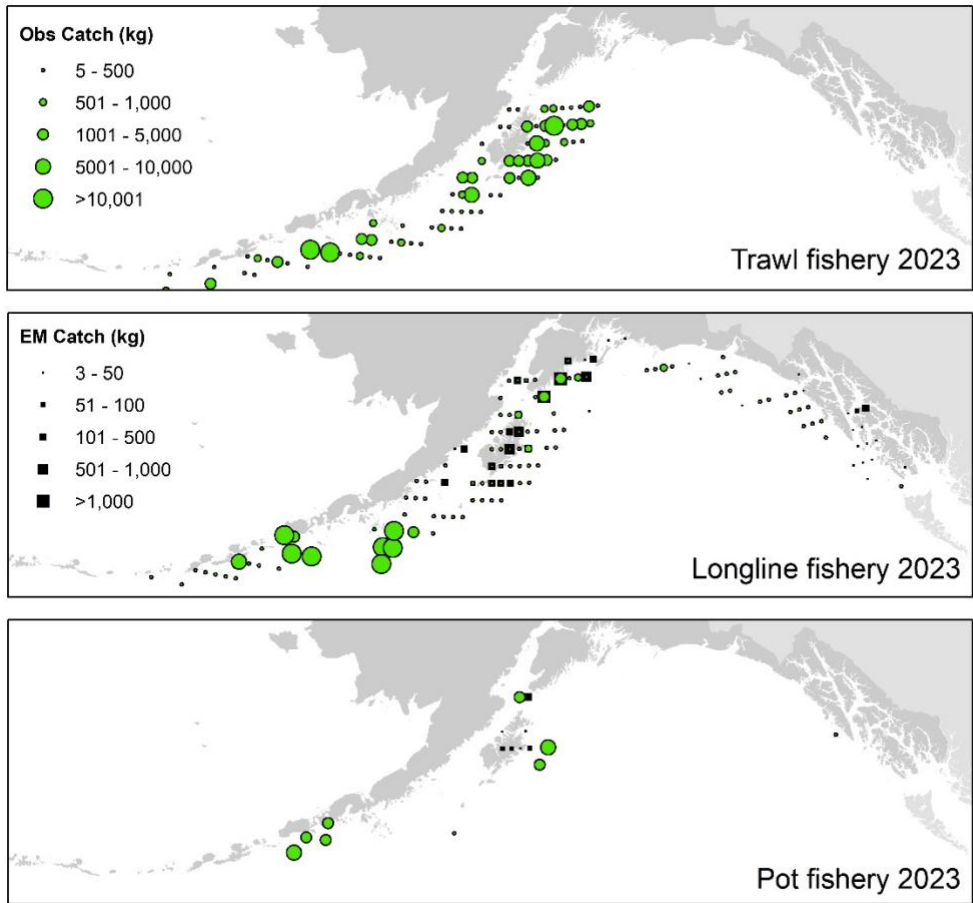 Obs Catch (kg)
5 - 500
501 - 1,000
1001 - 5,000
5001 - 10,000
>10,001
Trawl fishery 2023
EM Catch (kg)
3 - 50
51 - 100
101 - 500
501 - 1,000
>1,000
Longline fishery 2023
Pot fishery 2023